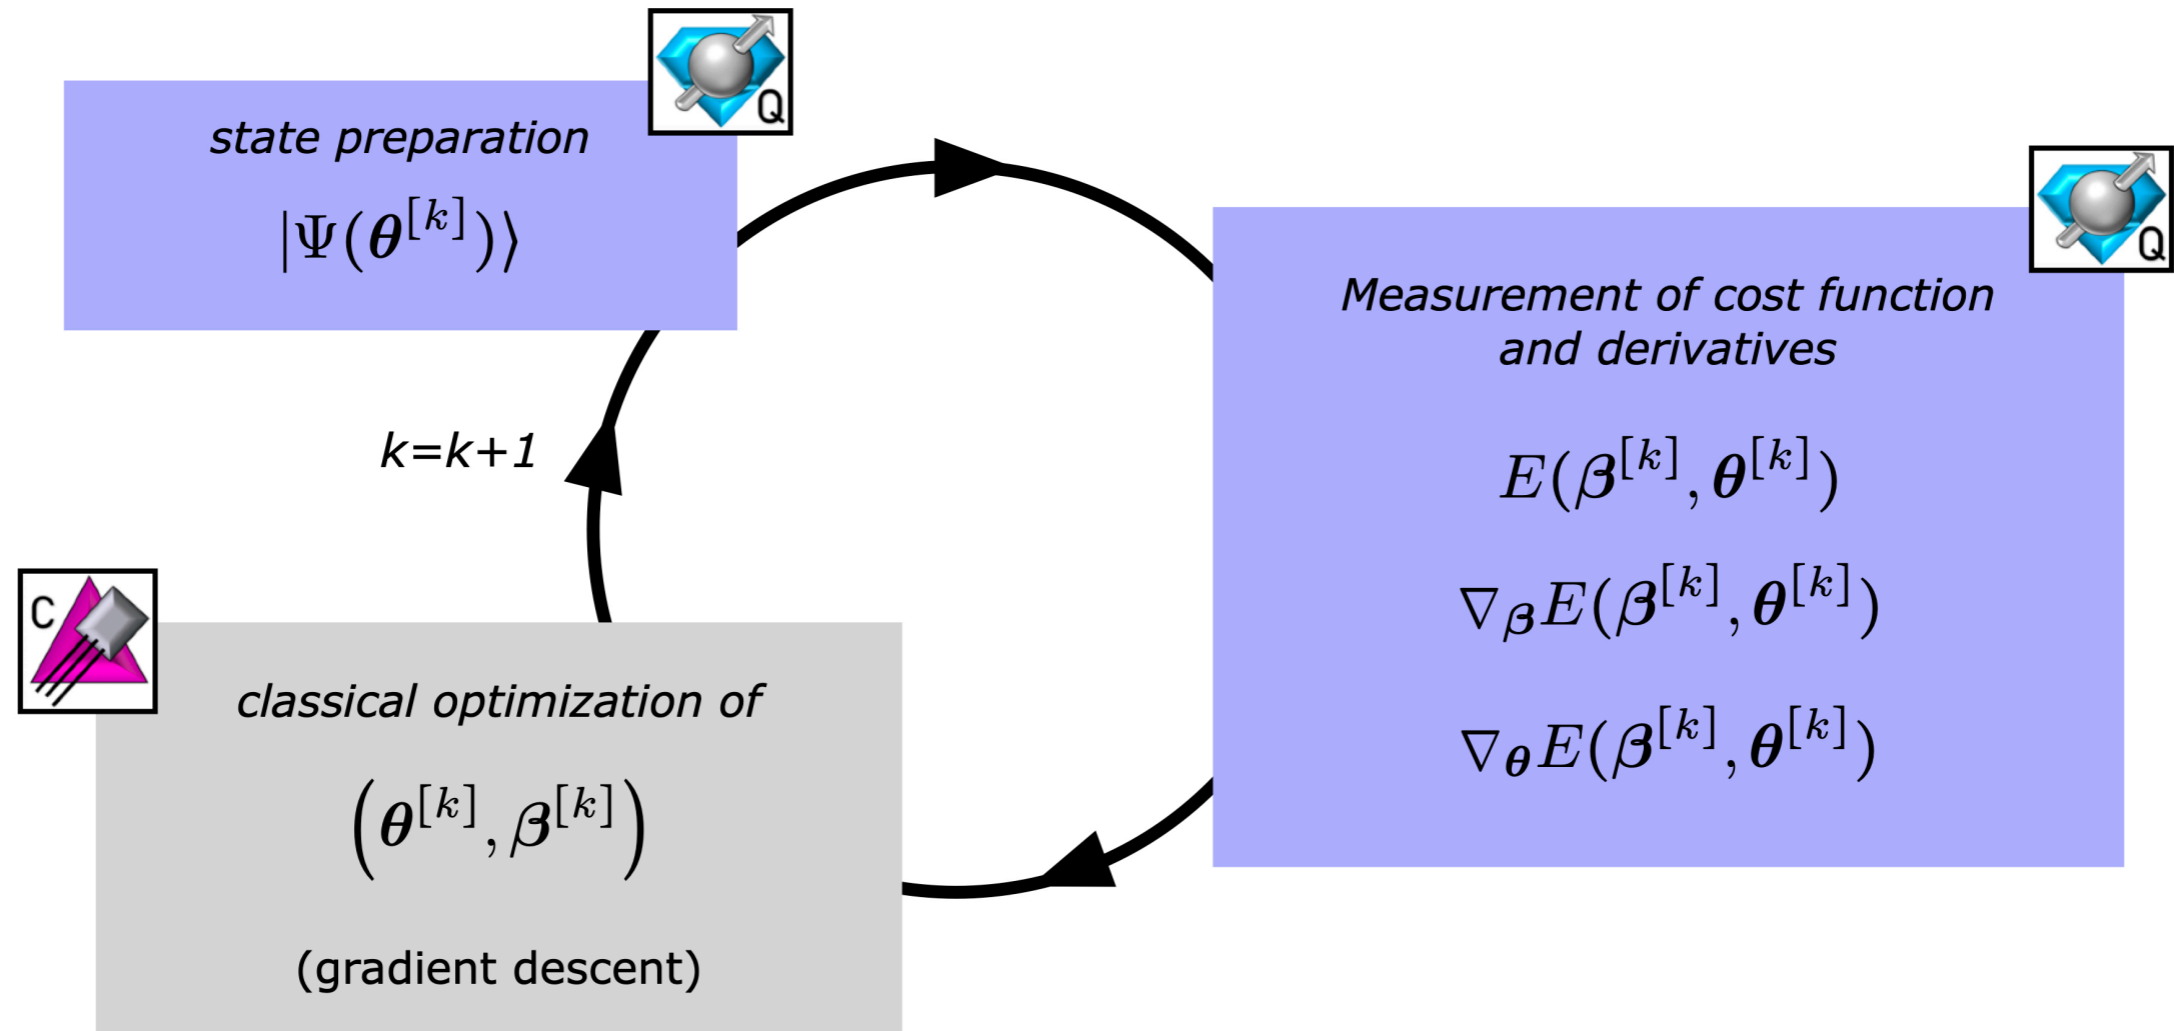 Q
state preparation
|Ψ(θ^[k])⟩
Q
Measurement of cost function
and derivatives
E(β^[k], θ^[k])
∇_β E(β^[k], θ^[k])
∇_θ E(β^[k], θ^[k])
k=k+1
C
classical optimization of
(θ^[k], β^[k])
(gradient descent)